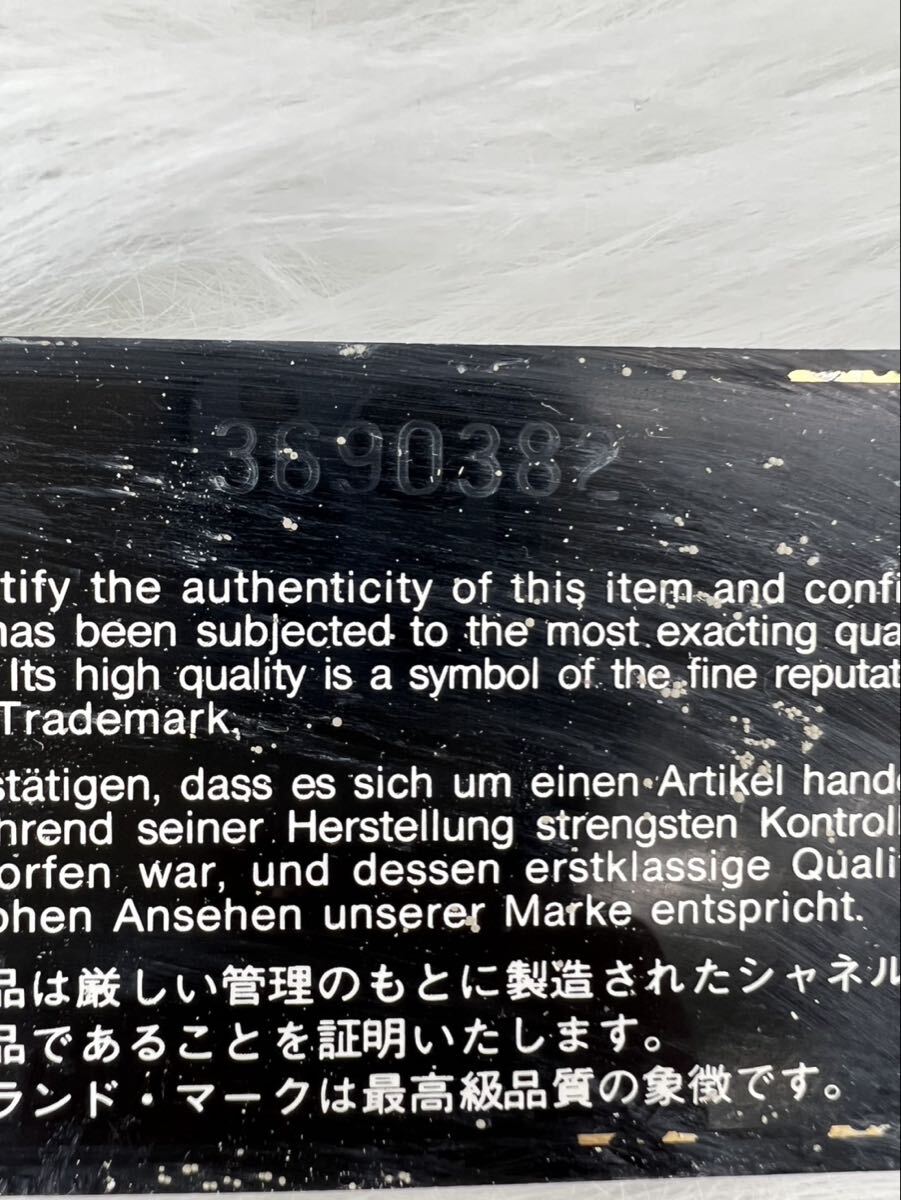 3690382
tify the authenticity of this item and confi
has been subjected to the most exacting qua
Its high quality is a symbol of the fine reputat
Trademark.
stätigen, dass es sich um einen Artikel hande
hrend seiner Herstellung strengsten Kontroll
orfen war, und dessen erstklassige Qualit
ohen Ansehen unserer Marke entspricht.
品は厳しい管理のもとに製造されたシャネル
品であることを証明いたします。
ランド・マークは最高級品質の象徴です。